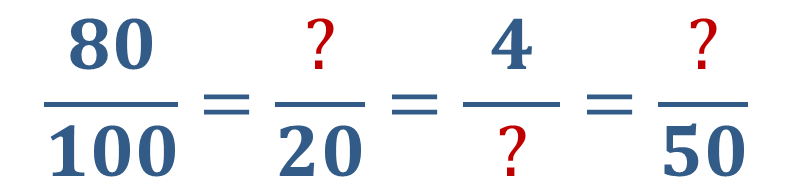 80/100 = ?/20 = 4/? = ?/50